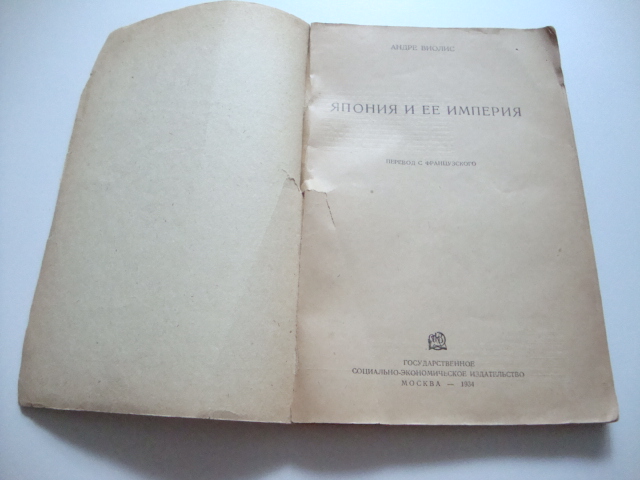 АНДРЕ ВИОЛИС
ЯПОНИЯ И ЕЕ ИМПЕРИЯ
ПЕРЕВОД С ФРАНЦУЗСКОГО
ГОСУДАРСТВЕННОЕ
СОЦИАЛЬНО-ЭКОНОМИЧЕСКОЕ ИЗДАТЕЛЬСТВО
МОСКВА — 1934